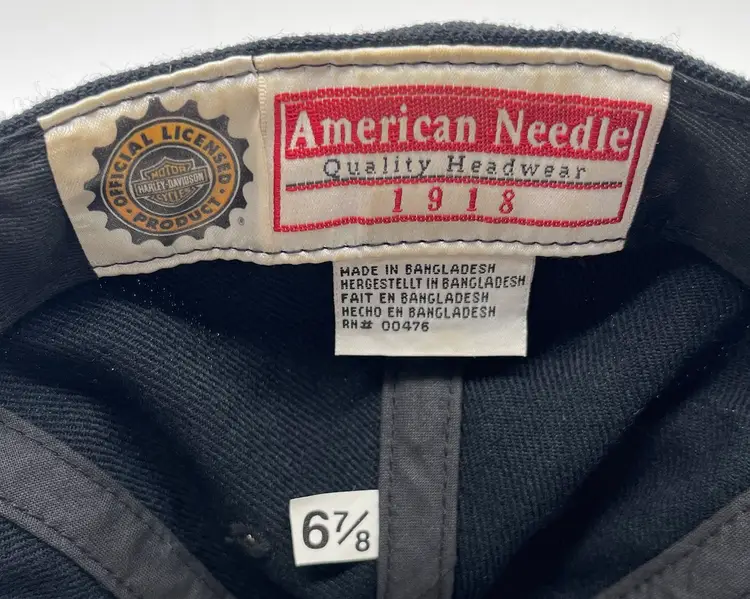 OFFICIAL LICENSED
MOTOR
HARLEY-DAVIDSON
CYCLES
PRODUCT
®
American Needle
Quality Headwear
1918
MADE IN BANGLADESH
HERGESTELLT IN BANGLADESH
FAIT EN BANGLADESH
HECHO EN BANGLADESH
RN# 00476
6⅞